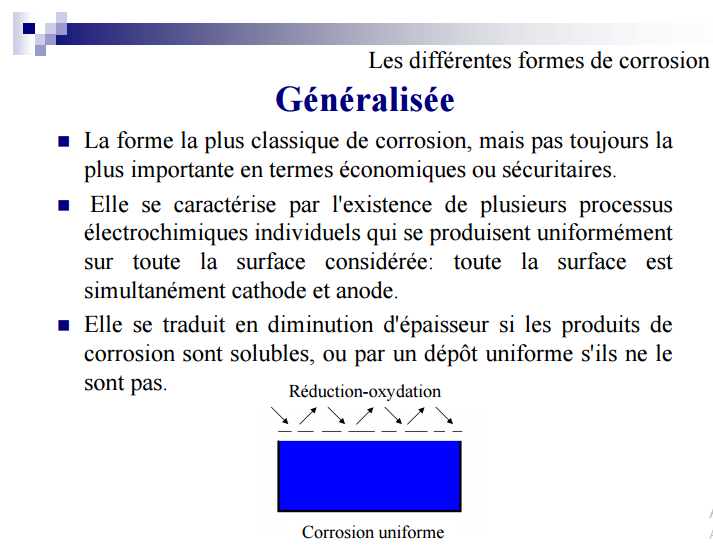 Les différentes formes de corrosion
Généralisée
La forme la plus classique de corrosion, mais pas toujours la
plus importante en termes économiques ou sécuritaires.
Elle se caractérise par l'existence de plusieurs processus
électrochimiques individuels qui se produisent uniformément
sur toute la surface considérée: toute la surface est
simultanément cathode et anode.
Elle se traduit en diminution d'épaisseur si les produits de
corrosion sont solubles, ou par un dépôt uniforme s'ils ne le
sont pas.
Réduction-oxydation
Corrosion uniforme